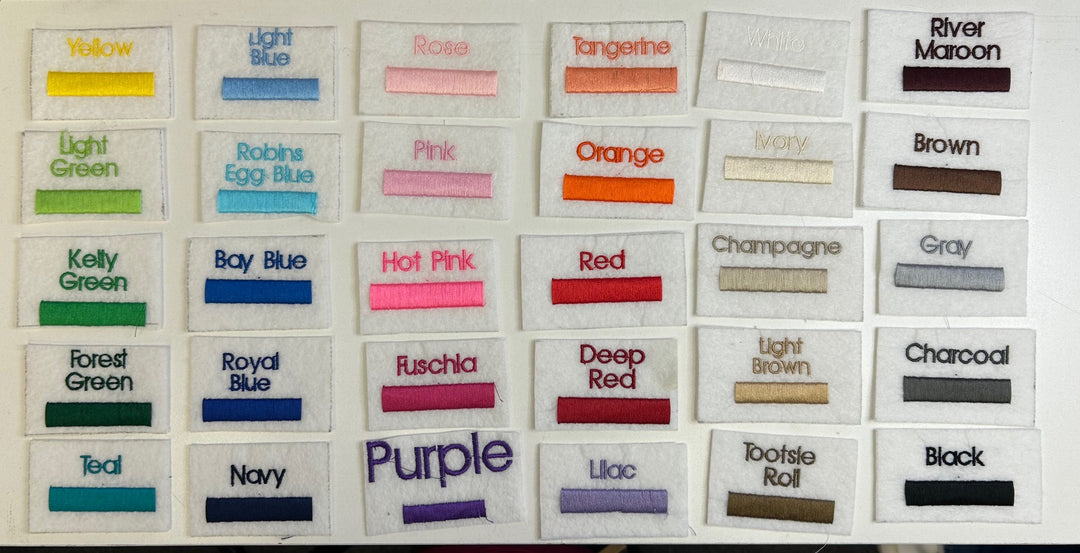 Yellow
Light
Blue
Rose
Tangerine
White
River
Maroon
Light
Green
Robins
Egg Blue
Pink
Orange
Ivory
Brown
Kelly
Green
Bay Blue
Hot Pink
Red
Champagne
Gray
Forest
Green
Royal
Blue
Fuschia
Deep
Red
Light
Brown
Charcoal
Teal
Navy
Purple
Lilac
Tootsie
Roll
Black